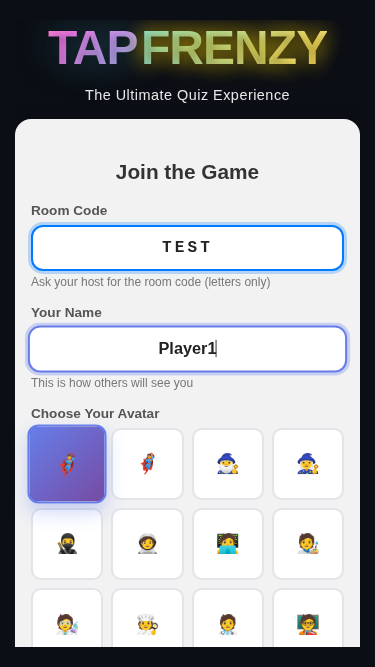 TAP FRENZY
The Ultimate Quiz Experience
Join the Game
Room Code
TEST
Ask your host for the room code (letters only)
Your Name
Player1
This is how others will see you
Choose Your Avatar